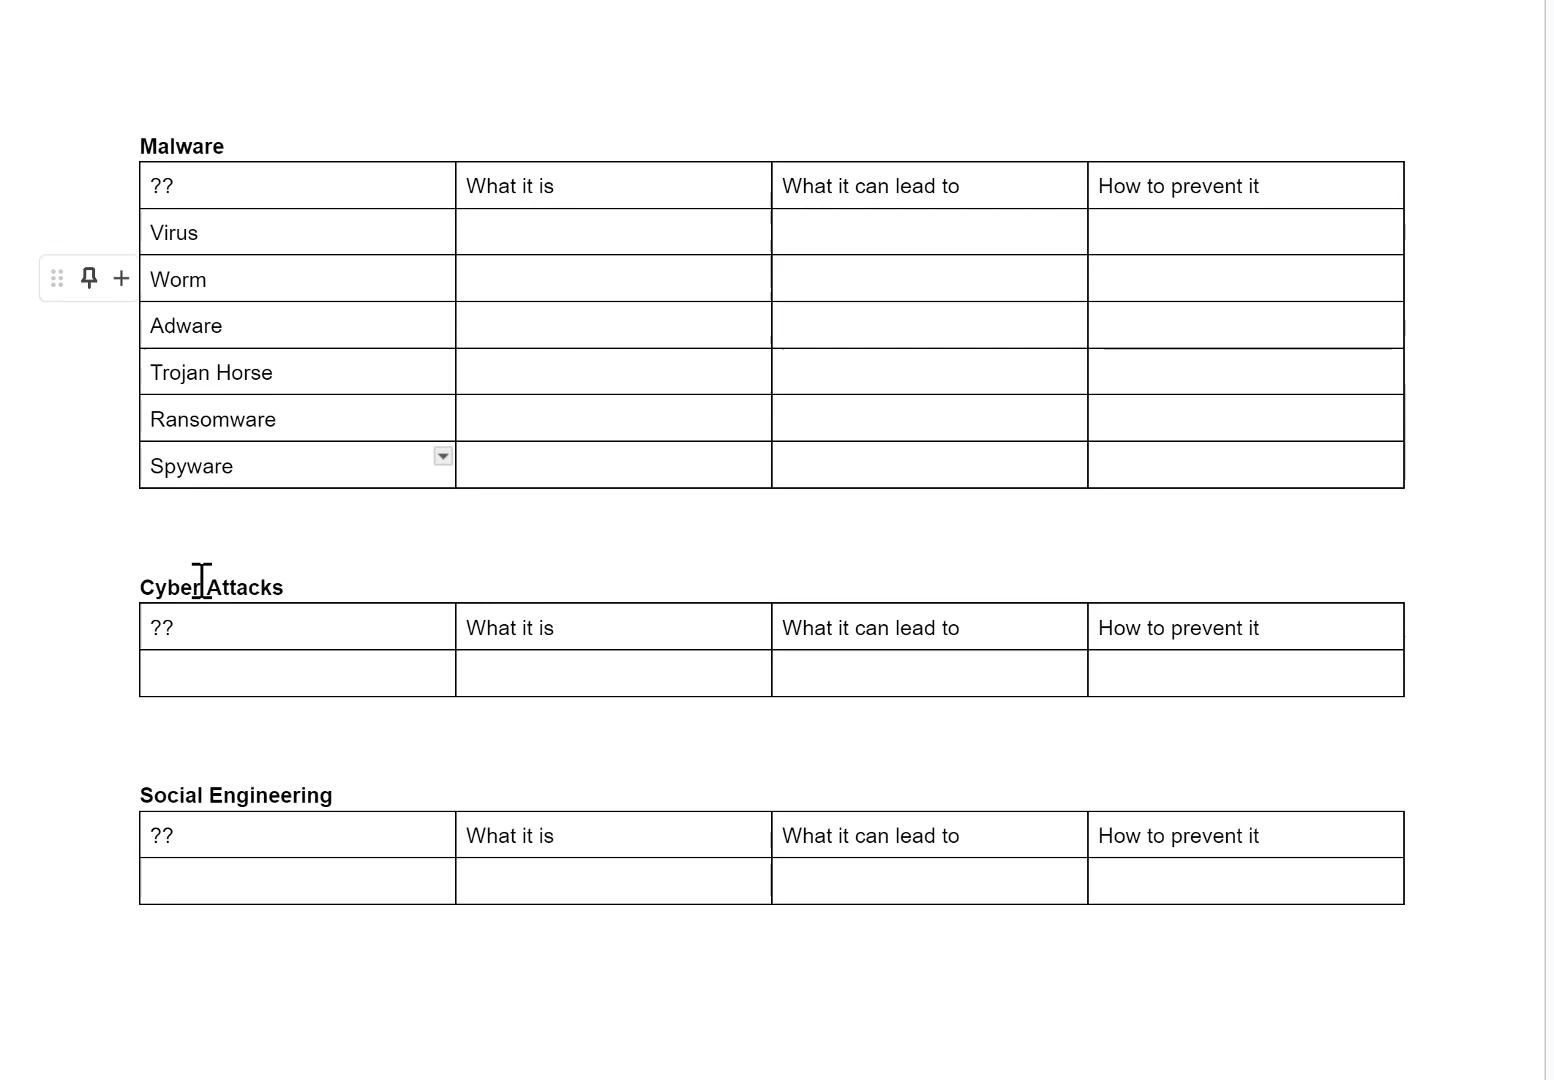 Malware
?? What it is What it can lead to How to prevent it
Virus
Worm
Adware
Trojan Horse
Ransomware
Spyware
Cyber Attacks
?? What it is What it can lead to How to prevent it
Social Engineering
?? What it is What it can lead to How to prevent it